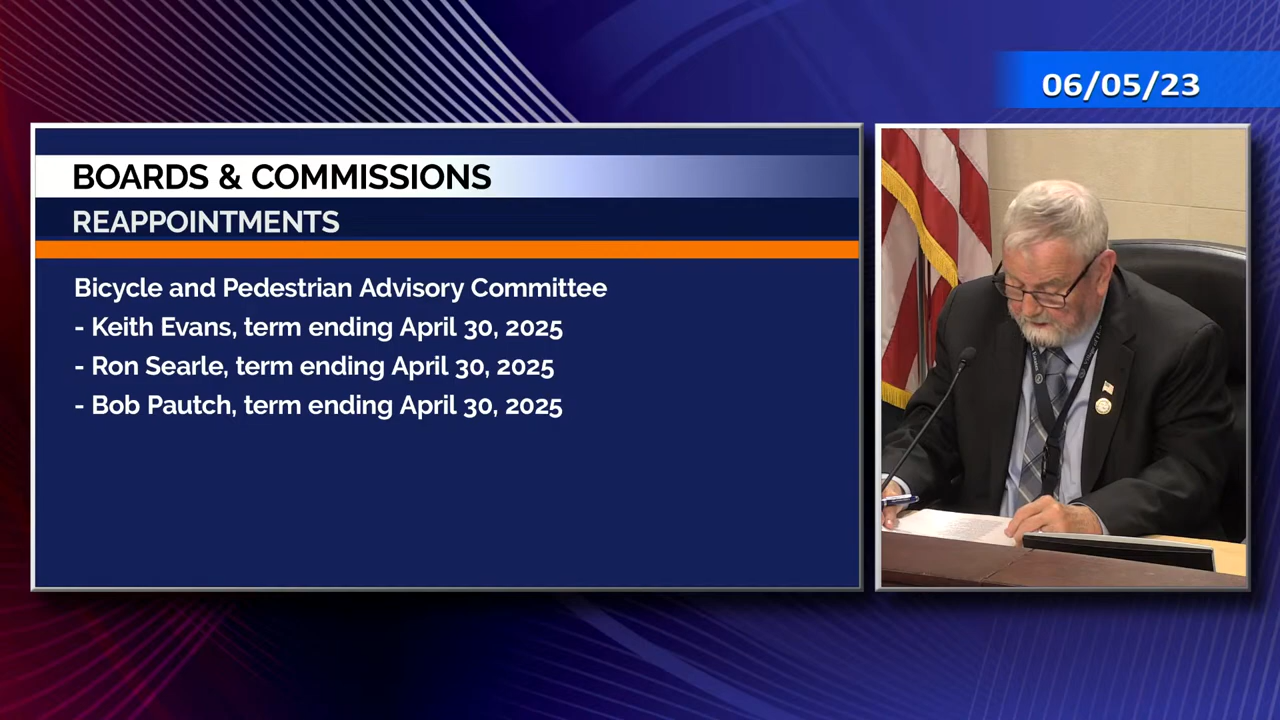 06/05/23
BOARDS & COMMISSIONS
REAPPOINTMENTS
Bicycle and Pedestrian Advisory Committee
- Keith Evans, term ending April 30, 2025
- Ron Searle, term ending April 30, 2025
- Bob Pautch, term ending April 30, 2025